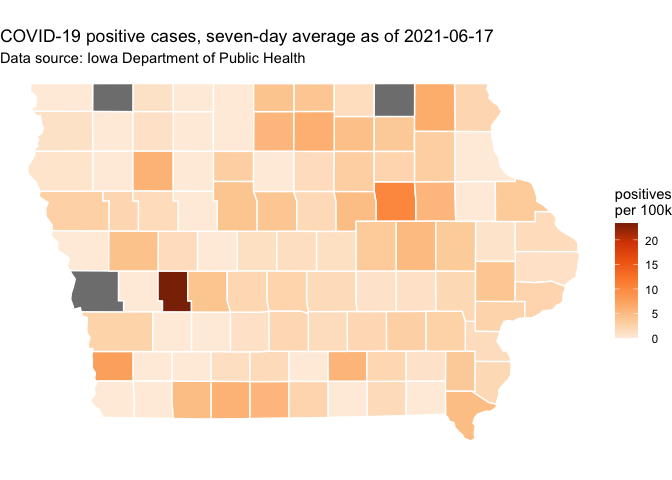 COVID-19 positive cases, seven-day average as of 2021-06-17
Data source: Iowa Department of Public Health
positives
per 100k
20
15
10
5
0